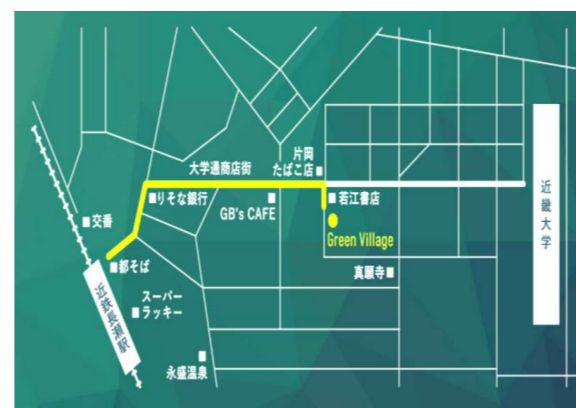 片岡
たばこ店
大学通商店街
りそな銀行
GB's CAFE
若江書店
Green Village
交番
都そば
真願寺
スーパー
ラッキー
永盛温泉
近鉄長瀬駅
近畿大学